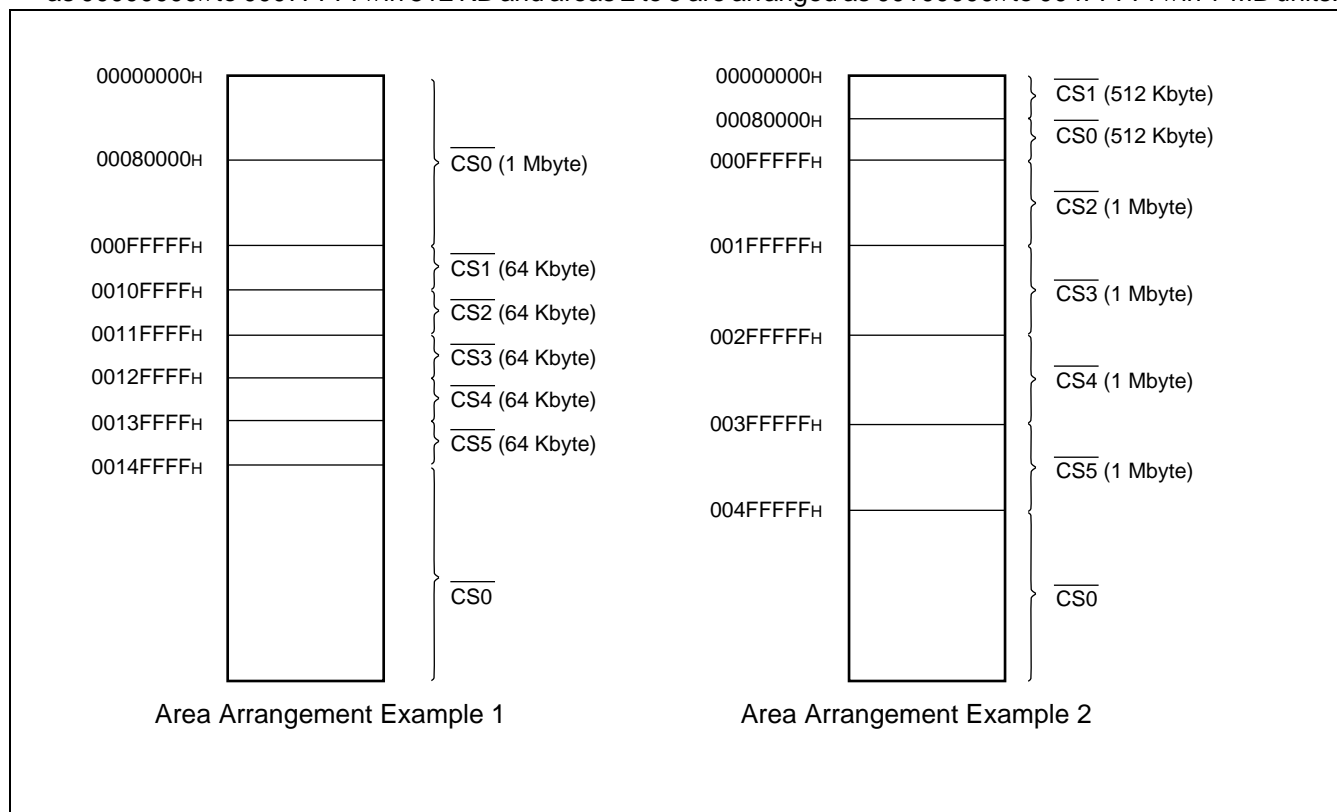 00000000H
00080000H
000FFFFFH
0010FFFFH
0011FFFFH
0012FFFFH
0013FFFFH
0014FFFFH
CS0 (1 Mbyte)
CS1 (64 Kbyte)
CS2 (64 Kbyte)
CS3 (64 Kbyte)
CS4 (64 Kbyte)
CS5 (64 Kbyte)
CS0
Area Arrangement Example 1
00000000H
00080000H
000FFFFFH
001FFFFFH
002FFFFFH
003FFFFFH
004FFFFFH
CS1 (512 Kbyte)
CS0 (512 Kbyte)
CS2 (1 Mbyte)
CS3 (1 Mbyte)
CS4 (1 Mbyte)
CS5 (1 Mbyte)
CS0
Area Arrangement Example 2